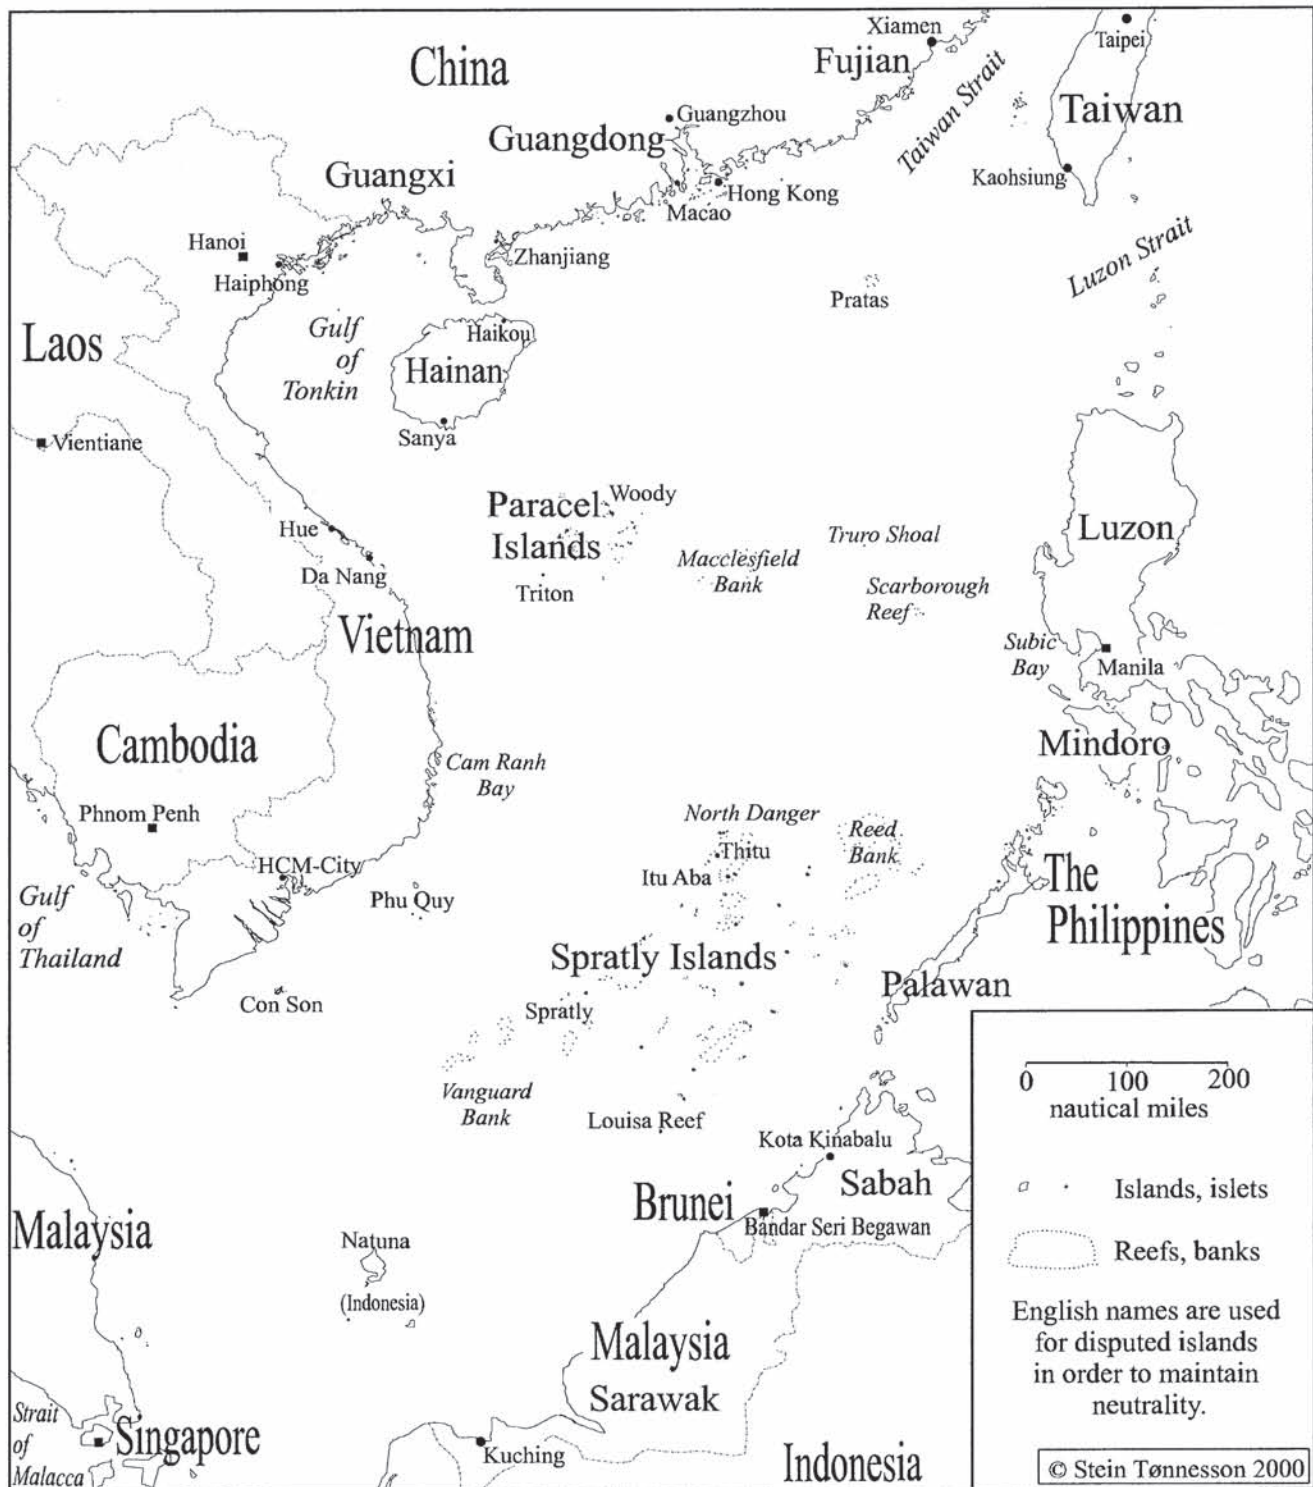 Xiamen
Taipei
China
Fujian
Taiwan Strait
Guangzhou
Taiwan
Guangdong
Guangxi
Kaohsiung
Hong Kong
Macao
Hanoi
Zhanjiang
Luzon Strait
Haiphong
Pratas
Gulf
of
Tonkin
Haikou
Laos
Hainan
Sanya
Vientiane
Paracel
Islands
Woody
Hue
Truro Shoal
Luzon
Macclesfield
Bank
Da Nang
Triton
Scarborough
Reef
Vietnam
Subic
Bay
Manila
Cambodia
Mindoro
Cam Ranh
Bay
Phnom Penh
North Danger
Reed
Bank
Thitu
HCM-City
Itu Aba
The
Philippines
Gulf
of
Thailand
Phu Quy
Spratly Islands
Palawan
Con Son
Spratly
Vanguard
Bank
Louisa Reef
Kota Kinabalu
Sabah
Brunei
Bandar Seri Begawan
Malaysia
Natuna
(Indonesia)
Malaysia
Sarawak
Strait
of
Malacca
Singapore
Kuching
Indonesia
0 100 200
nautical miles
Islands, islets
Reefs, banks
English names are used
for disputed islands
in order to maintain
neutrality.
© Stein Tønnesson 2000